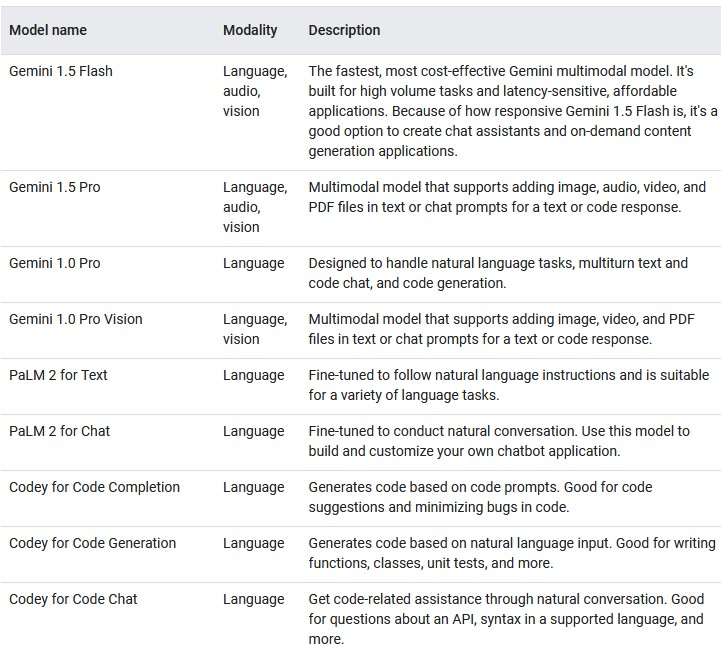 Model name Modality Description
Gemini 1.5 Flash Language, The fastest, most cost-effective Gemini multimodal model. It's
audio, built for high volume tasks and latency-sensitive, affordable
vision applications. Because of how responsive Gemini 1.5 Flash is, it's a
good option to create chat assistants and on-demand content
generation applications.
Gemini 1.5 Pro Language, Multimodal model that supports adding image, audio, video, and
audio, PDF files in text or chat prompts for a text or code response.
vision
Gemini 1.0 Pro Language Designed to handle natural language tasks, multiturn text and
code chat, and code generation.
Gemini 1.0 Pro Vision Language, Multimodal model that supports adding image, video, and PDF
vision files in text or chat prompts for a text or code response.
PaLM 2 for Text Language Fine-tuned to follow natural language instructions and is suitable
for a variety of language tasks.
PaLM 2 for Chat Language Fine-tuned to conduct natural conversation. Use this model to
build and customize your own chatbot application.
Codey for Code Completion Language Generates code based on code prompts. Good for code
suggestions and minimizing bugs in code.
Codey for Code Generation Language Generates code based on natural language input. Good for writing
functions, classes, unit tests, and more.
Codey for Code Chat Language Get code-related assistance through natural conversation. Good
for questions about an API, syntax in a supported language, and
more.